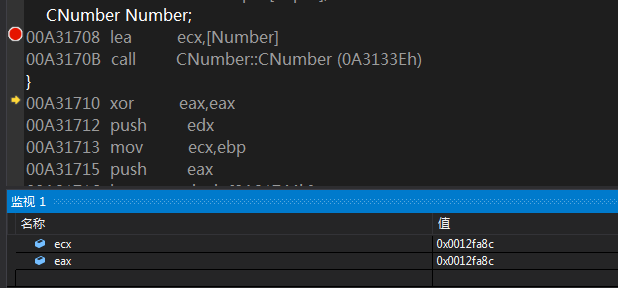 CNumber Number;
00A31708 lea ecx,[Number]
00A3170B call CNumber::CNumber (0A3133Eh)
}
00A31710 xor eax,eax
00A31712 push edx
00A31713 mov ecx,ebp
00A31715 push eax
监视 1
名称 值
ecx 0x0012fa8c
eax 0x0012fa8c